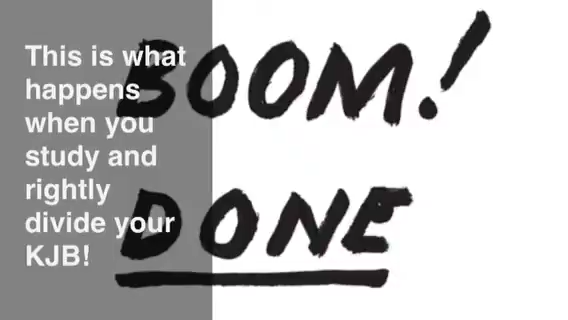 This is what
happens
when you
study and
rightly
divide your
KJB!
BOOM!
DONE